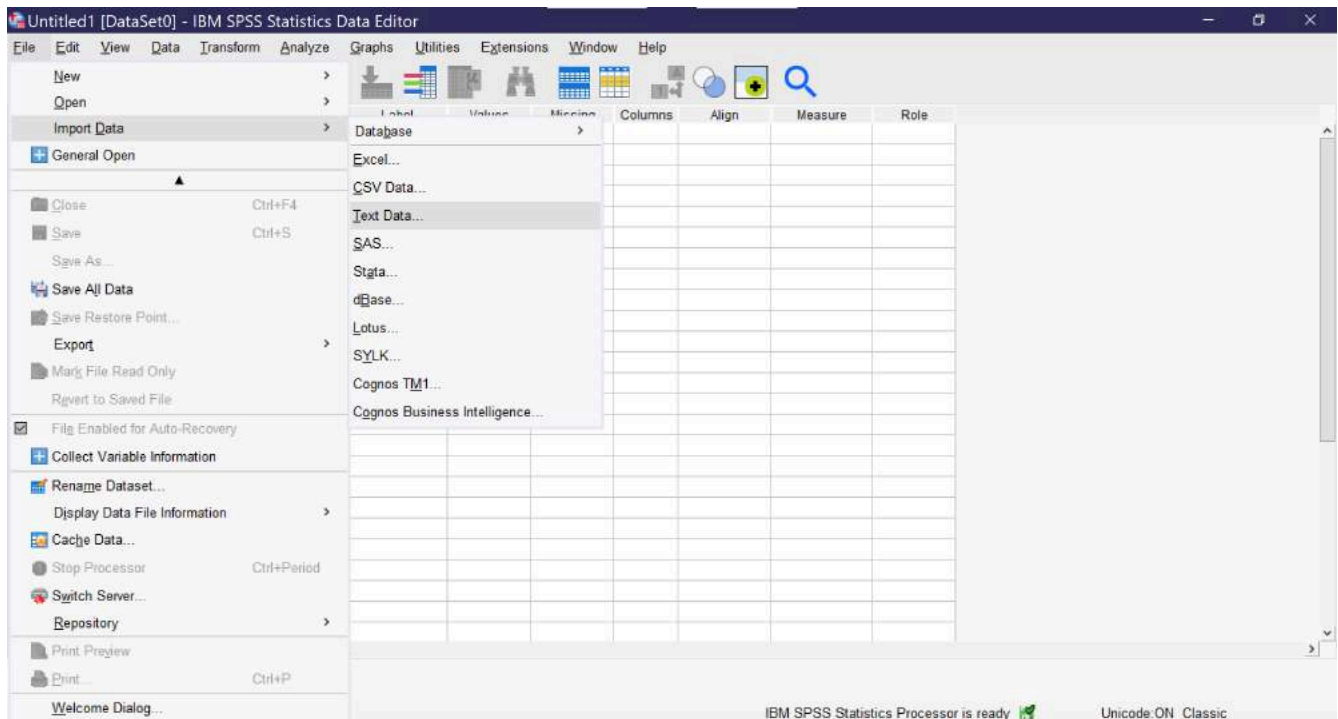 Untitled1 [DataSet0] - IBM SPSS Statistics Data Editor
File Edit View Data Transform Analyze Graphs Utilities Extensions Window Help
New
Open
Import Data
General Open
Close Ctrl+F4
Save Ctrl+S
Save As...
Save All Data
Save Restore Point...
Export
Mark File Read Only
Revert to Saved File
File Enabled for Auto-Recovery
Collect Variable Information
Rename Dataset...
Display Data File Information
Cache Data...
Stop Processor Ctrl+Period
Switch Server...
Repository
Print Preview
Print... Ctrl+P
Welcome Dialog...
Label Values Missing Columns Align Measure Role
Database
Excel...
CSV Data...
Text Data...
SAS...
Stata...
dBase...
Lotus...
SYLK...
Cognos TM1...
Cognos Business Intelligence...
IBM SPSS Statistics Processor is ready Unicode:ON Classic